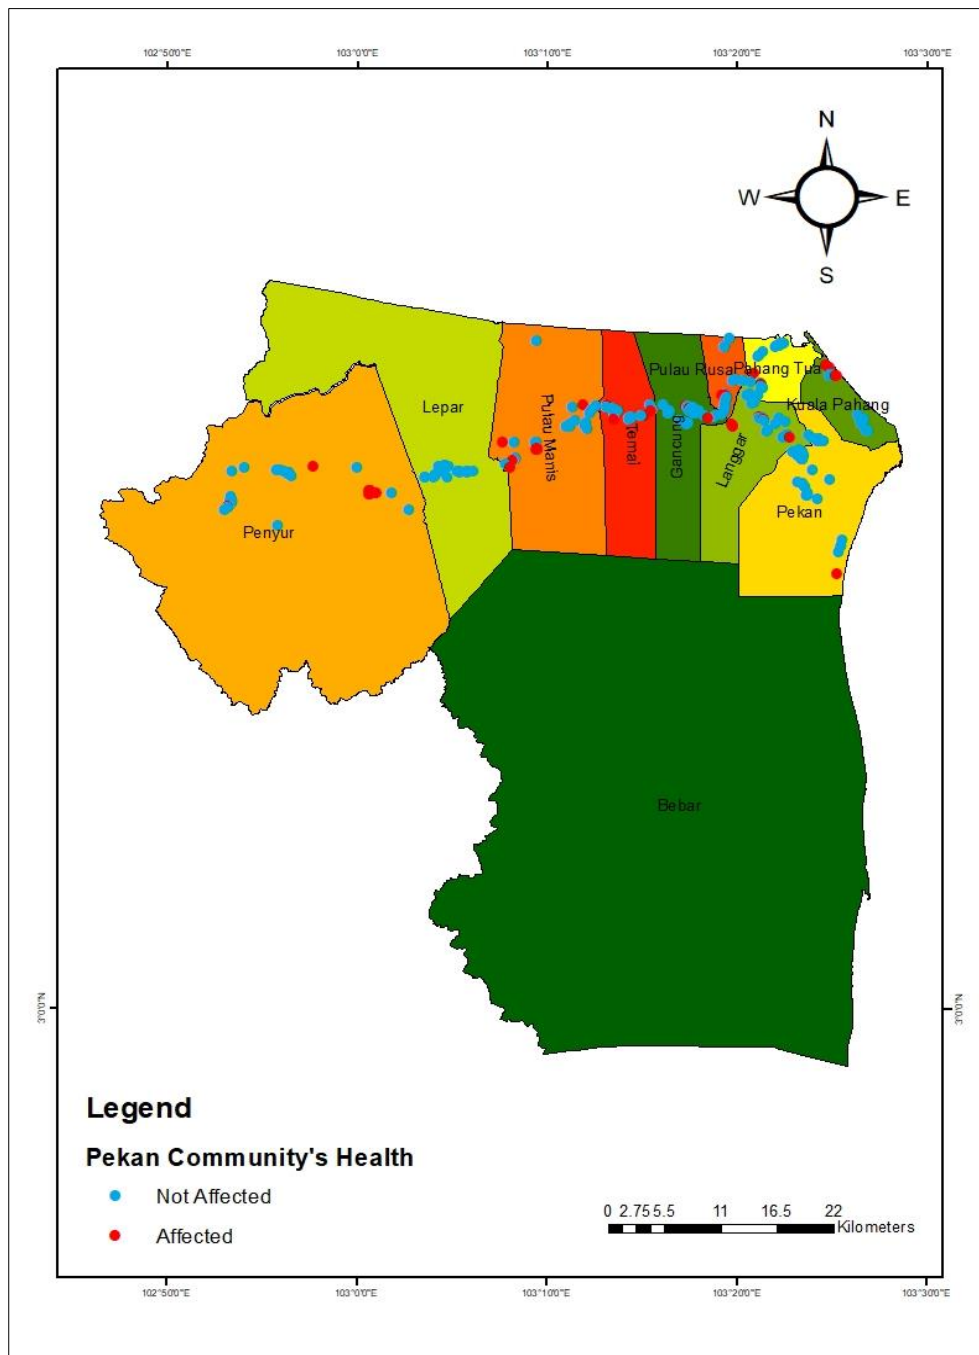 102°50'0"E 103°0'0"E 103°10'0"E 103°20'0"E 103°30'0"E
N
W E
S
Pulau Rusa Pahang Tua
Kuala Pahang
Lepar
Pulau Manis
Temai
Gancung
Langgar
Pekan
Penyur
Bebar
3°0'0"N 3°0'0"N
Legend
Pekan Community's Health
Not Affected
Affected
0 2.75 5.5 11 16.5 22
Kilometers
102°50'0"E 103°0'0"E 103°10'0"E 103°20'0"E 103°30'0"E